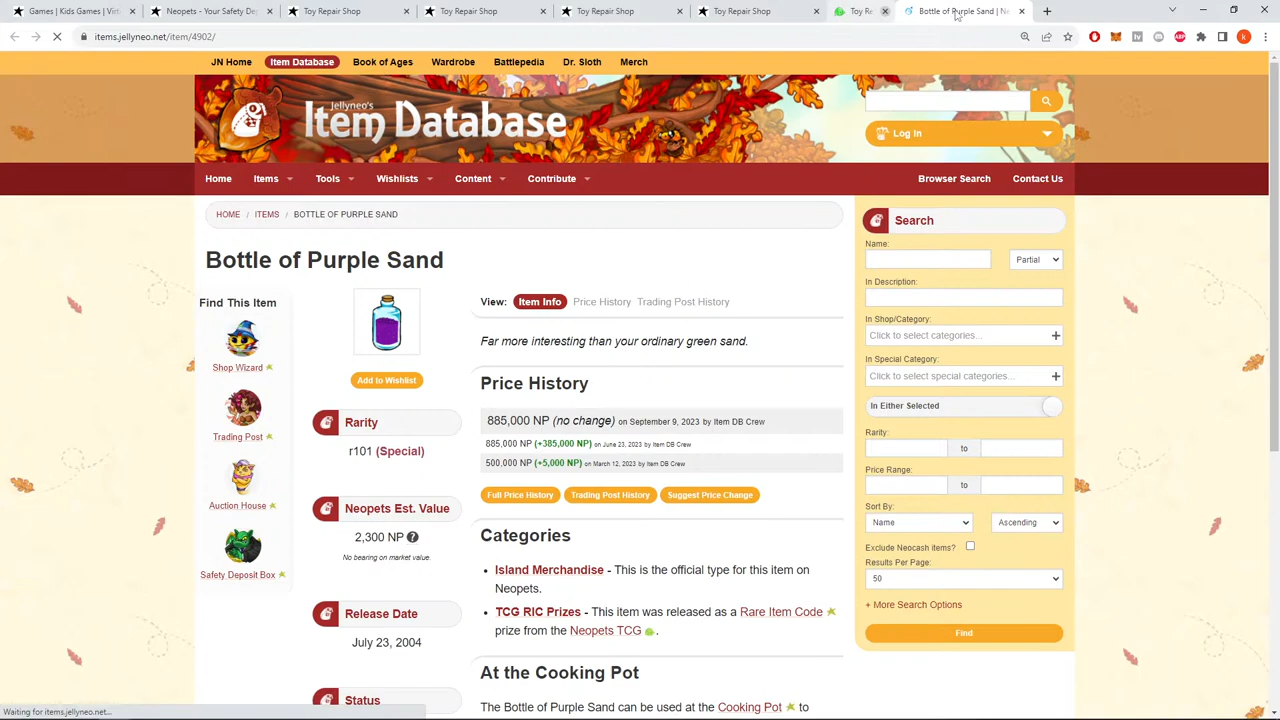 Games | Kids Games | Virt
Neopets - Your Safety De
Toy Repair Shop
Toy Repair Shop
Toy Repair Shop
Toy Repair Shop
Toy Re
Bottle of Purple Sand | Ne
items.jellyneo.net/item/4902/
JN Home
Item Database
Book of Ages
Wardrobe
Battlepedia
Dr. Sloth
Merch
Jellyneo's
Item Database
Log In
Home
Items
Tools
Wishlists
Content
Contribute
Browser Search
Contact Us
HOME / ITEMS / BOTTLE OF PURPLE SAND
Bottle of Purple Sand
Find This Item
Shop Wizard
Trading Post
Auction House
Safety Deposit Box
Add to Wishlist
Rarity
r101 (Special)
Neopets Est. Value
2,300 NP ?
No bearing on market value.
Release Date
July 23, 2004
Status
View: Item Info Price History Trading Post History
Far more interesting than your ordinary green sand.
Price History
885,000 NP (no change) on September 9, 2023 by Item DB Crew
885,000 NP (+385,000 NP) on June 23, 2023 by Item DB Crew
500,000 NP (+5,000 NP) on March 12, 2023 by Item DB Crew
Full Price History
Trading Post History
Suggest Price Change
Categories
Island Merchandise - This is the official type for this item on
Neopets.
TCG RIC Prizes - This item was released as a Rare Item Code
prize from the Neopets TCG .
At the Cooking Pot
The Bottle of Purple Sand can be used at the Cooking Pot to
Search
Name:
Partial
In Description:
In Shop/Category:
Click to select categories... +
In Special Category:
Click to select special categories... +
In Either Selected
Rarity:
to
Price Range:
to
Sort By:
Name
Ascending
Exclude Neocash items?
Results Per Page:
50
+ More Search Options
Find
Waiting for items.jellyneo.net...